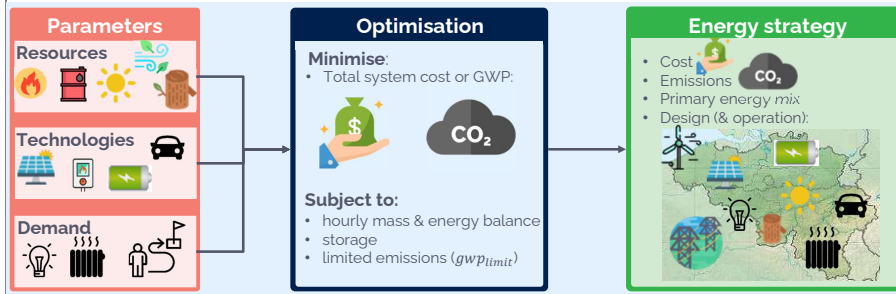 Parameters
Resources
Technologies
Demand
Optimisation
Minimise:
• Total system cost or GWP:
$
CO₂
Subject to:
• hourly mass & energy balance
• storage
• limited emissions (gwp_limit)
Energy strategy
• Cost
$
• Emissions
CO₂
• Primary energy mix
• Design (& operation):